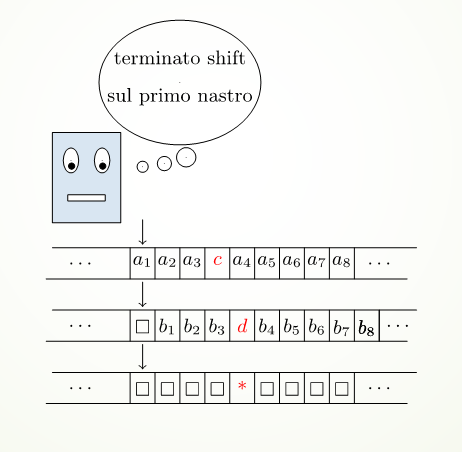 terminato shift
sul primo nastro
... a₁ a₂ a₃ c a₄ a₅ a₆ a₇ a₈ ...
... □ b₁ b₂ b₃ d b₄ b₅ b₆ b₇ b₈ ...
... □ □ □ □ * □ □ □ □ ...